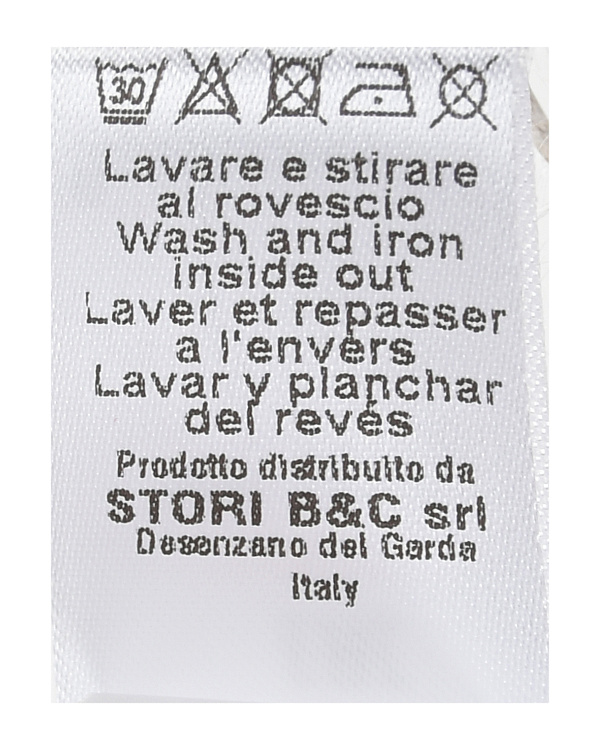 30
Lavare e stirare
al rovescio
Wash and iron
inside out
Laver et repasser
a l'envers
Lavar y planchar
del revés
Prodotto distribuito da
STORI B&C srl
Desenzano del Garda
Italy